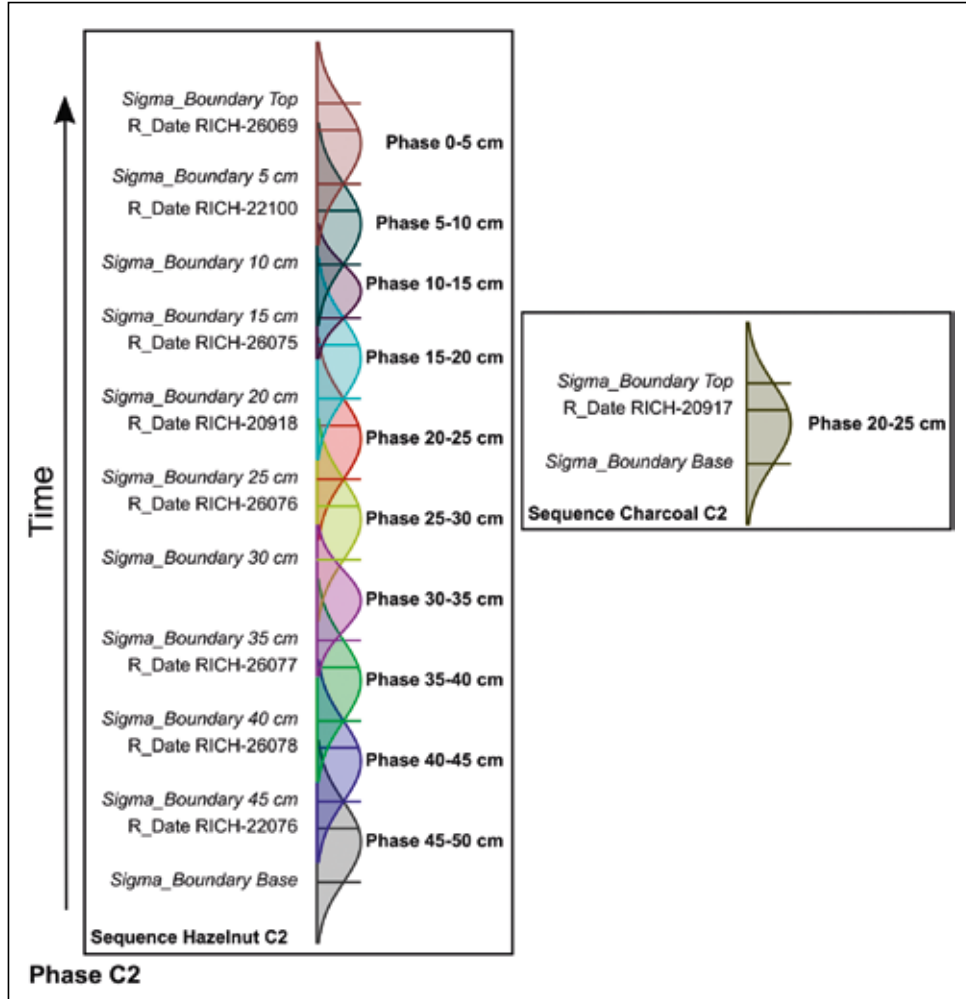 Time
Sigma_Boundary Top
R_Date RICH-26069
Phase 0-5 cm
Sigma_Boundary 5 cm
R_Date RICH-22100
Phase 5-10 cm
Sigma_Boundary 10 cm
Phase 10-15 cm
Sigma_Boundary 15 cm
R_Date RICH-26075
Phase 15-20 cm
Sigma_Boundary 20 cm
R_Date RICH-20918
Phase 20-25 cm
Sigma_Boundary 25 cm
R_Date RICH-26076
Phase 25-30 cm
Sigma_Boundary 30 cm
Phase 30-35 cm
Sigma_Boundary 35 cm
R_Date RICH-26077
Phase 35-40 cm
Sigma_Boundary 40 cm
R_Date RICH-26078
Phase 40-45 cm
Sigma_Boundary 45 cm
R_Date RICH-22076
Phase 45-50 cm
Sigma_Boundary Base
Sequence Hazelnut C2
Sigma_Boundary Top
R_Date RICH-20917
Phase 20-25 cm
Sigma_Boundary Base
Sequence Charcoal C2
Phase C2